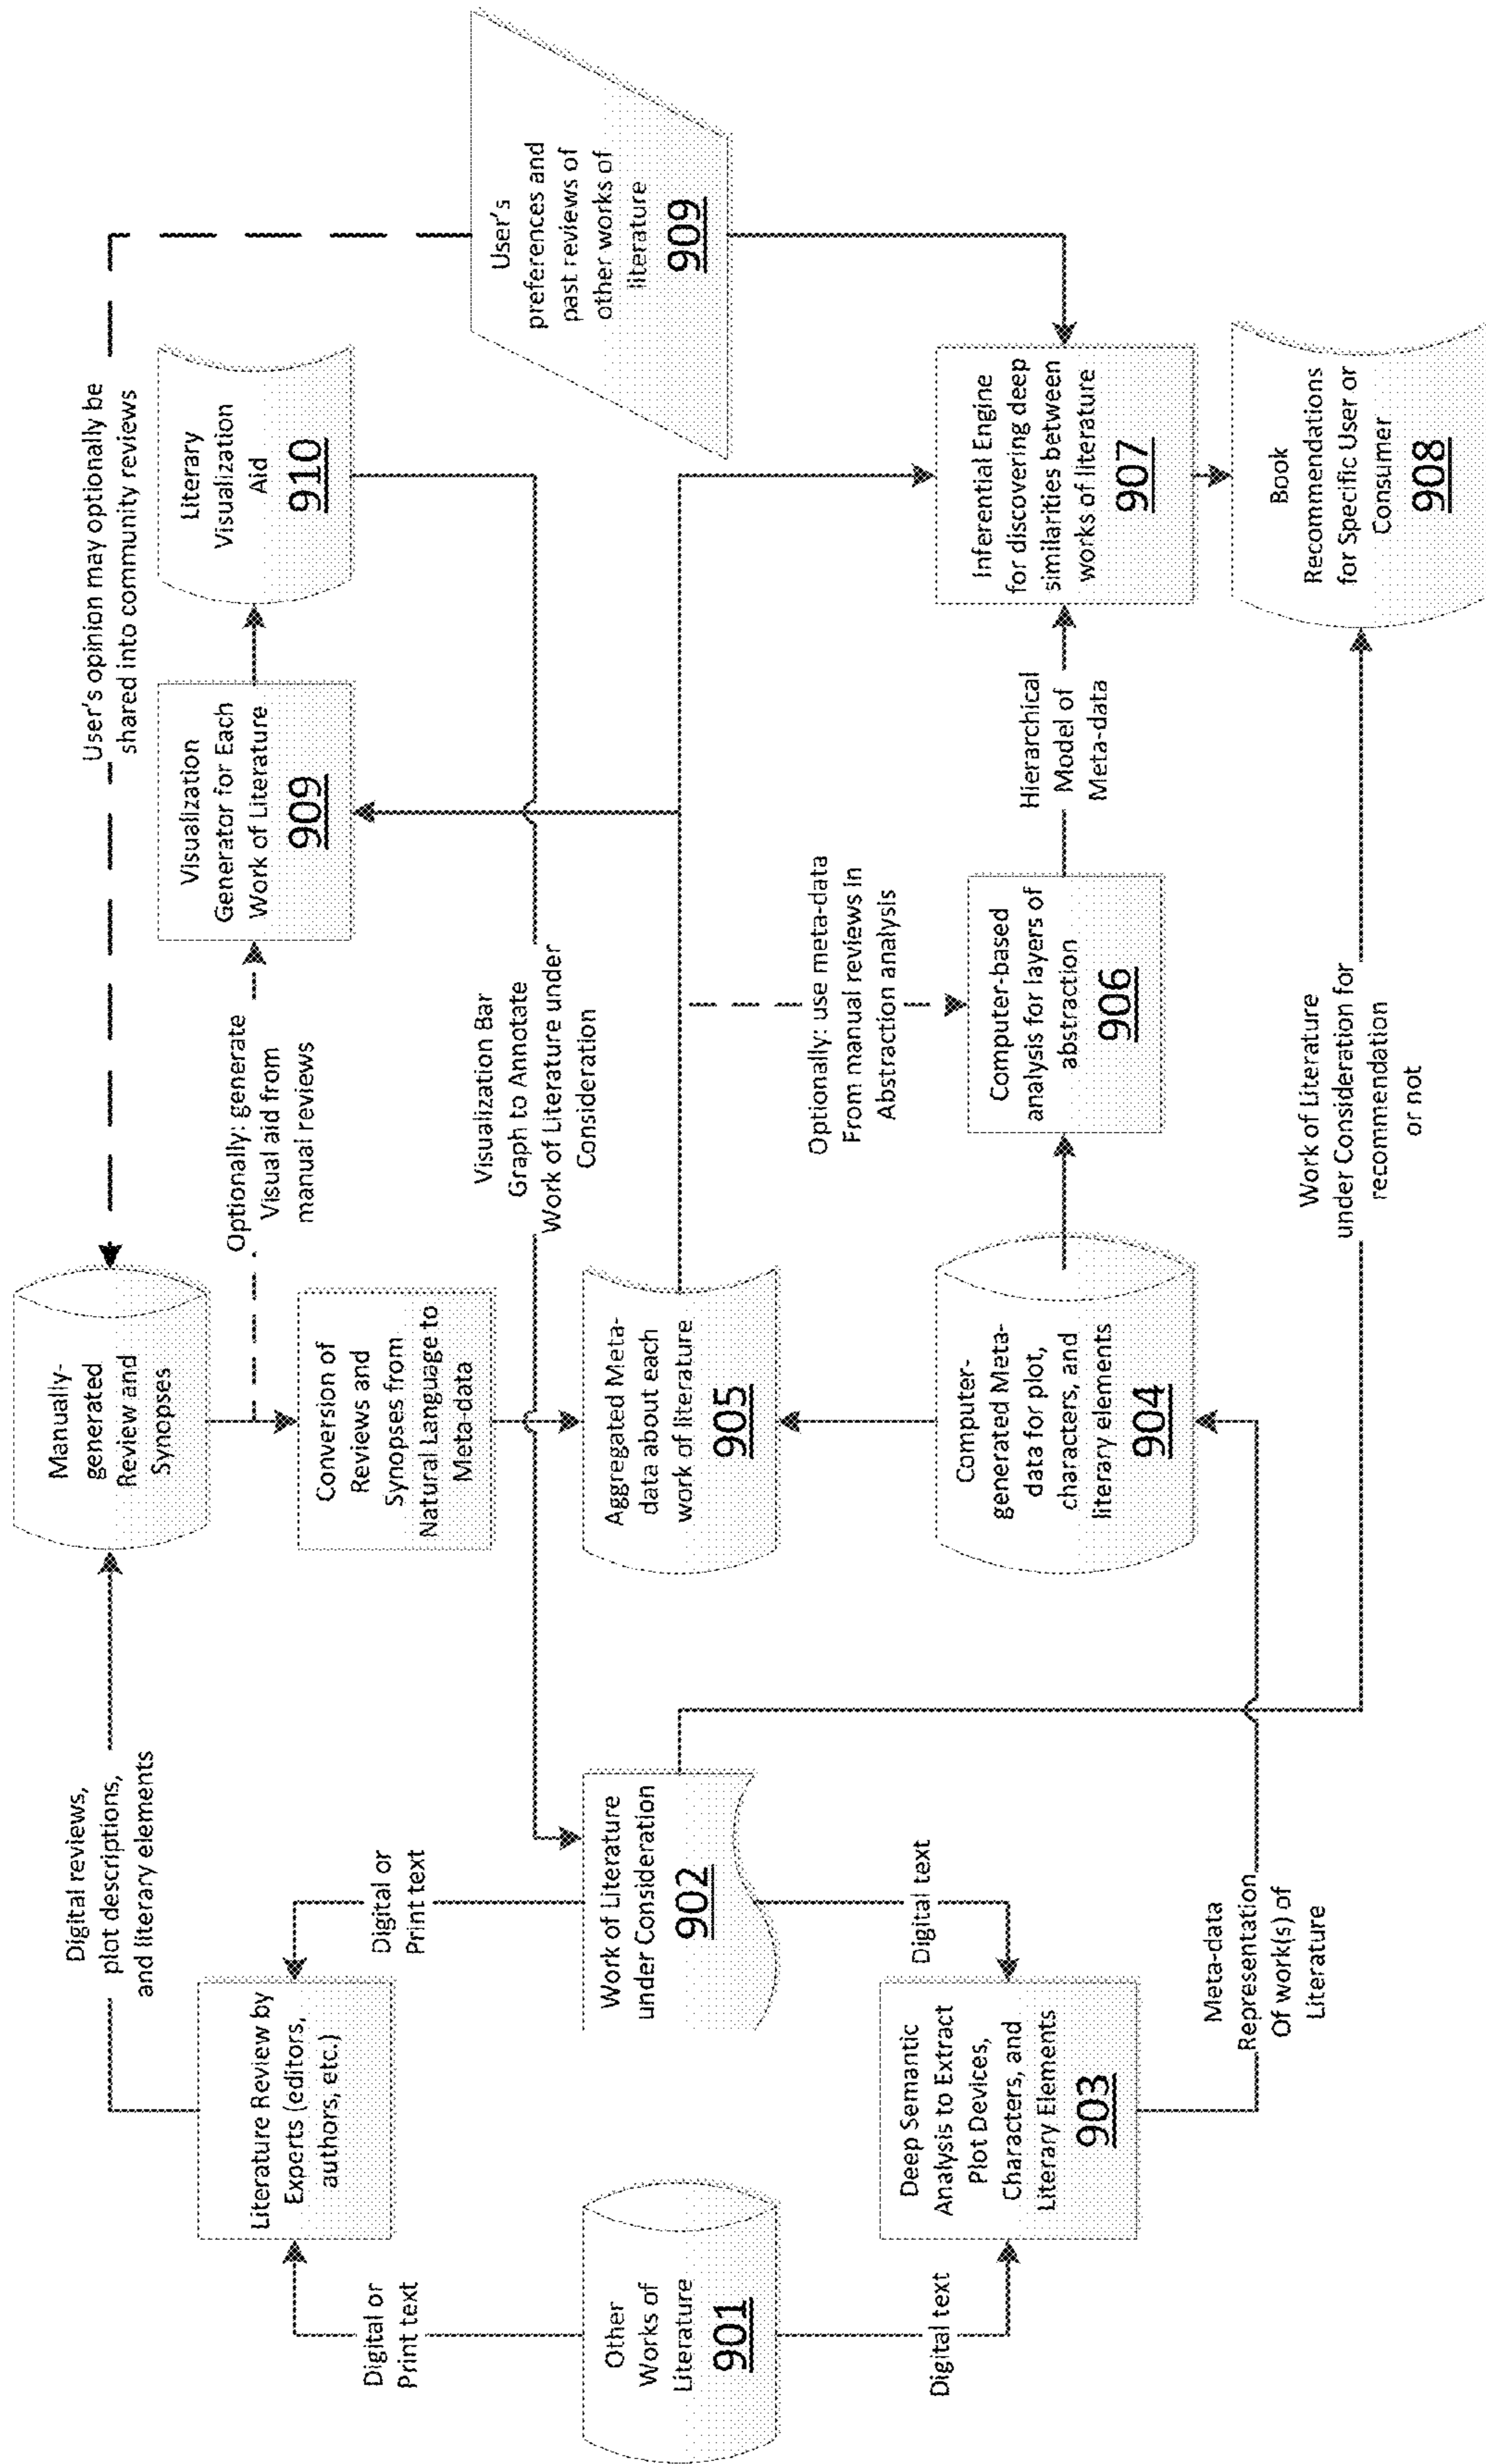 Digital reviews,
plot descriptions,
and literary elements
Manually-
generated
Review and
Synopses
User's opinion may optionally be
shared into community reviews
Literature Review by
Experts (editors,
authors, etc.)
Optionally: generate
Visual aid from
manual reviews
Visualization
Generator for Each
Work of Literature
909
Literary
Visualization
Aid
910
Conversion of
Reviews and
Synopses from
Natural Language to
Meta-data
Digital or
Print text
Digital or
Print text
Visualization Bar
Graph to Annotate
Work of Literature under
Consideration
User's
preferences and
past reviews of
other works of
literature
909
Other
Works of
Literature
901
Work of Literature
under Consideration
902
Aggregated Meta-
data about each
work of literature
905
Optionally: use meta-data
From manual reviews in
Abstraction analysis
Digital text
Digital text
Deep Semantic
Analysis to Extract
Plot Devices,
Characters, and
Literary Elements
903
Computer-
generated Meta-
data for plot,
characters, and
literary elements
904
Computer-based
analysis for layers of
abstraction
906
Hierarchical
Model of
Meta-data
Inferential Engine
for discovering deep
similarities between
works of literature
907
Meta-data
Representation
Of work(s) of
Literature
Work of Literature
under Consideration for
recommendation
or not
Book
Recommendations
for Specific User or
Consumer
908